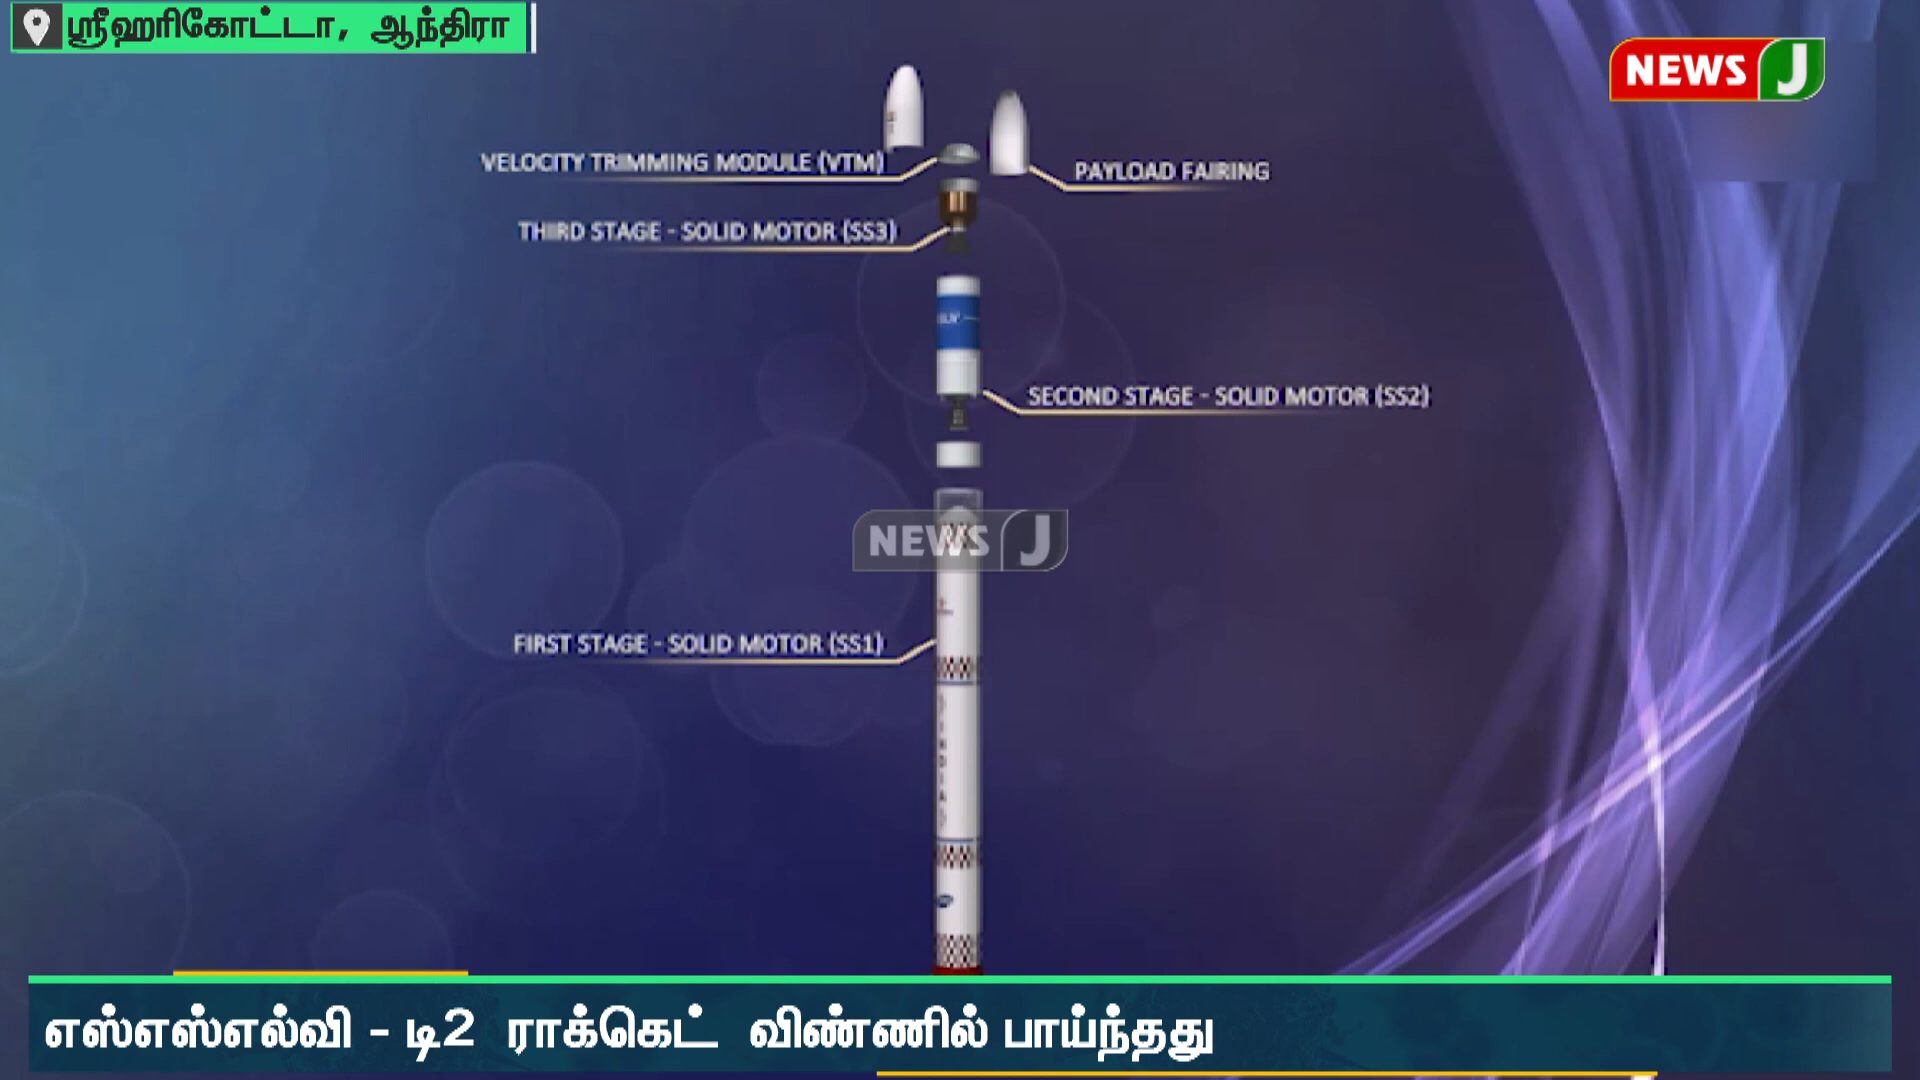 ஸ்ரீஹரிகோட்டா, ஆந்திரா
NEWS J
VELOCITY TRIMMING MODULE (VTM)
PAYLOAD FAIRING
THIRD STAGE - SOLID MOTOR (SS3)
SECOND STAGE - SOLID MOTOR (SS2)
NEWS J
FIRST STAGE - SOLID MOTOR (SS1)
எஸ்எஸ்எல்வி - டி2 ராக்கெட் விண்ணில் பாய்ந்தது